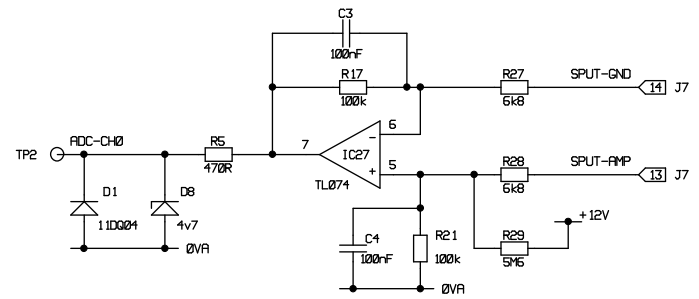 C3
100nF
R17
100k
R27
6k8
SPUT-GND
14
J7
7
6
5
-
+
IC27
TL074
TP2
ADC-CH0
R5
470R
R28
6k8
SPUT-AMP
13
J7
D1
11DQ04
D8
4v7
0VA
C4
100nF
R21
100k
R29
5M6
+12V
0VA